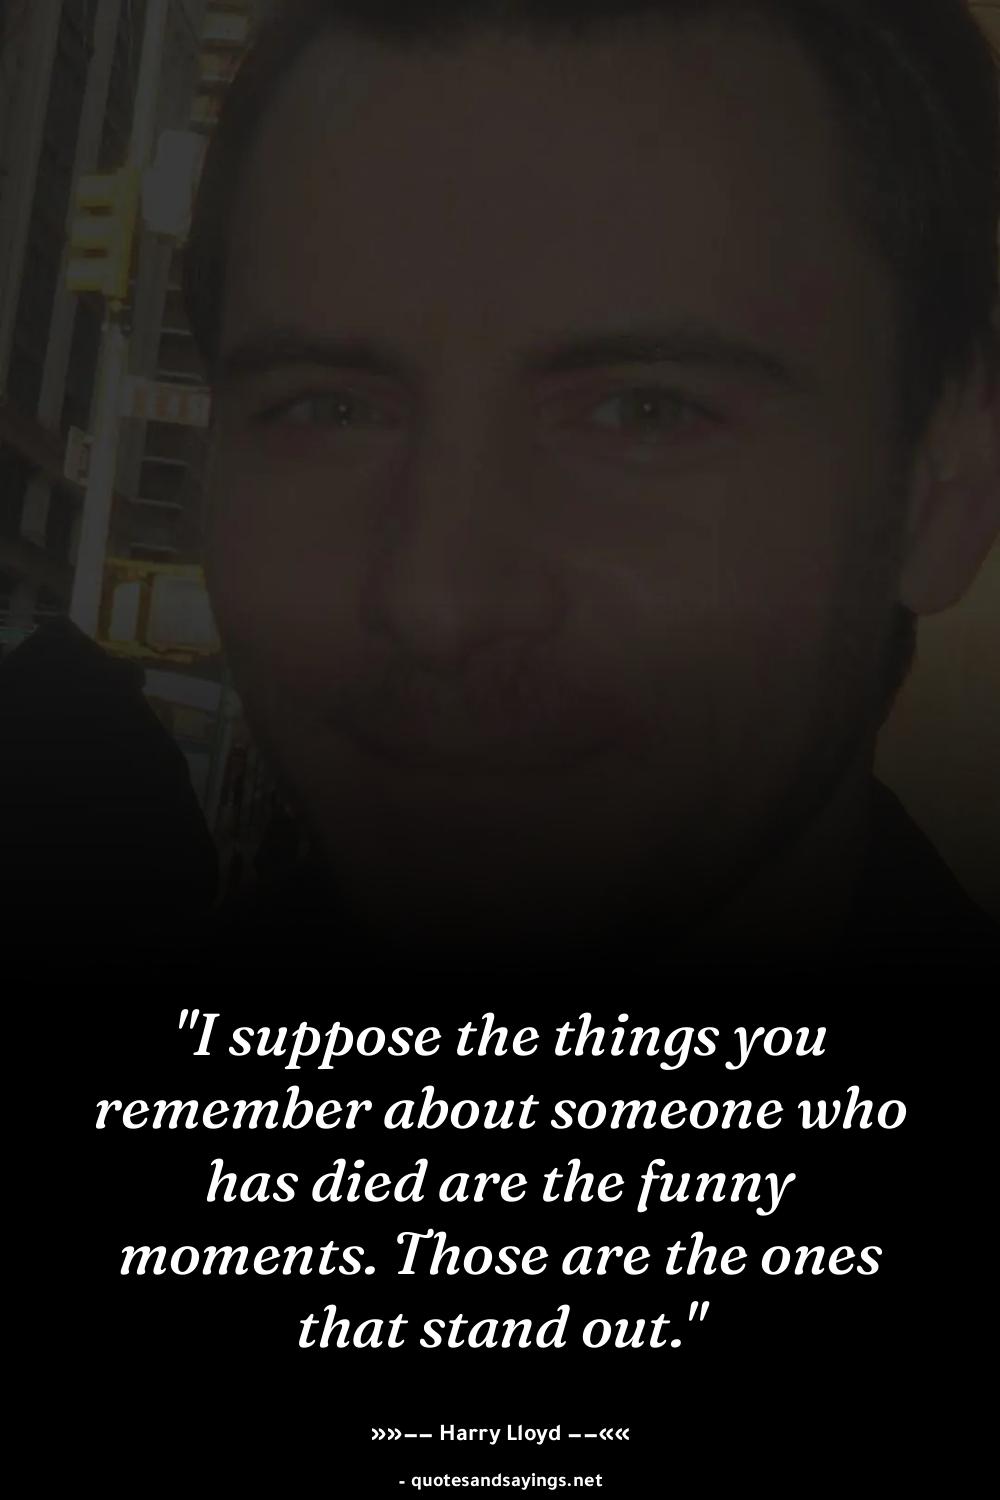 "I suppose the things you
remember about someone who
has died are the funny
moments. Those are the ones
that stand out."
»»–– Harry Lloyd ––««
- quotesandsayings.net